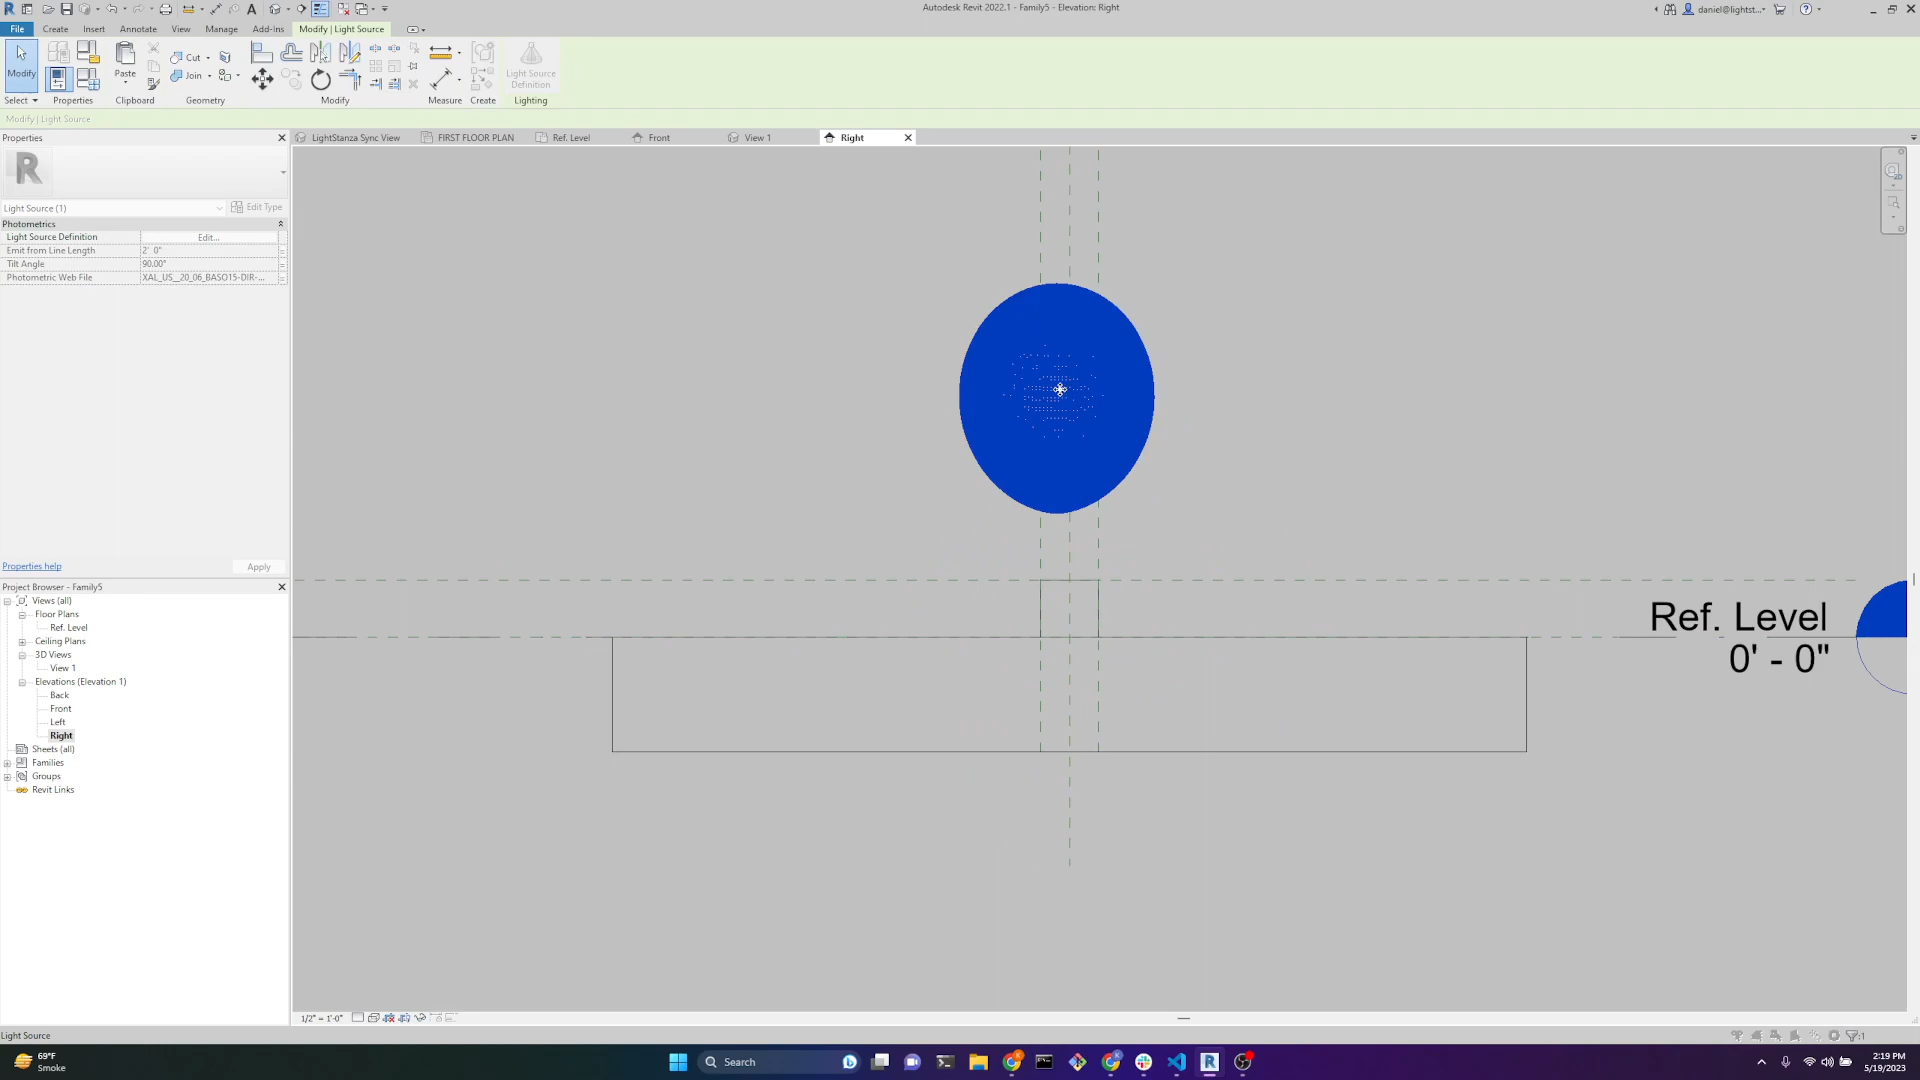 Autodesk Revit 2022.1 - Family5 - Elevation: Right
daniel@lightst...
File
Create
Insert
Annotate
View
Manage
Add-Ins
Modify | Light Source
Modify
Paste
Cut
Join
Light Source Definition
Select
Properties
Clipboard
Geometry
Modify
Measure
Create
Lighting
Modify | Light Source
Properties
LightStanza Sync View
FIRST FLOOR PLAN
Ref. Level
Front
View 1
Right
R
Light Source (1)
Edit Type
Photometrics
Light Source Definition
Edit...
Emit from Line Length
2' 0"
Tilt Angle
90.00°
Photometric Web File
XAL_US__20_06_BASO15-DIR-...
Properties help
Apply
Project Browser - Family5
Views (all)
Floor Plans
Ref. Level
Ceiling Plans
3D Views
View 1
Elevations (Elevation 1)
Back
Front
Left
Right
Sheets (all)
Families
Groups
Revit Links
Ref. Level
0' - 0"
1/2" = 1'-0"
Light Source
:1
69°F
Smoke
Search
2:19 PM
5/19/2023